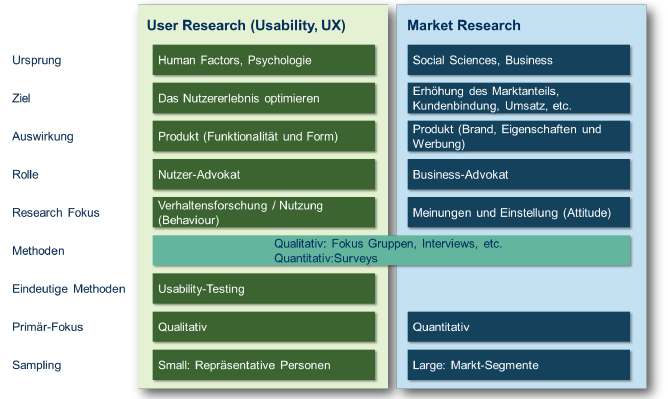 User Research (Usability, UX)
Market Research
Ursprung
Human Factors, Psychologie
Social Sciences, Business
Ziel
Das Nutzererlebnis optimieren
Erhöhung des Marktanteils,
Kundenbindung, Umsatz, etc.
Auswirkung
Produkt (Funktionalität und Form)
Produkt (Brand, Eigenschaften und
Werbung)
Rolle
Nutzer-Advokat
Business-Advokat
Research Fokus
Verhaltensforschung / Nutzung
(Behaviour)
Meinungen und Einstellung (Attitude)
Methoden
Qualitativ: Fokus Gruppen, Interviews, etc.
Quantitativ:Surveys
Eindeutige Methoden
Usability-Testing
Primär-Fokus
Qualitativ
Quantitativ
Sampling
Small: Repräsentative Personen
Large: Markt-Segmente